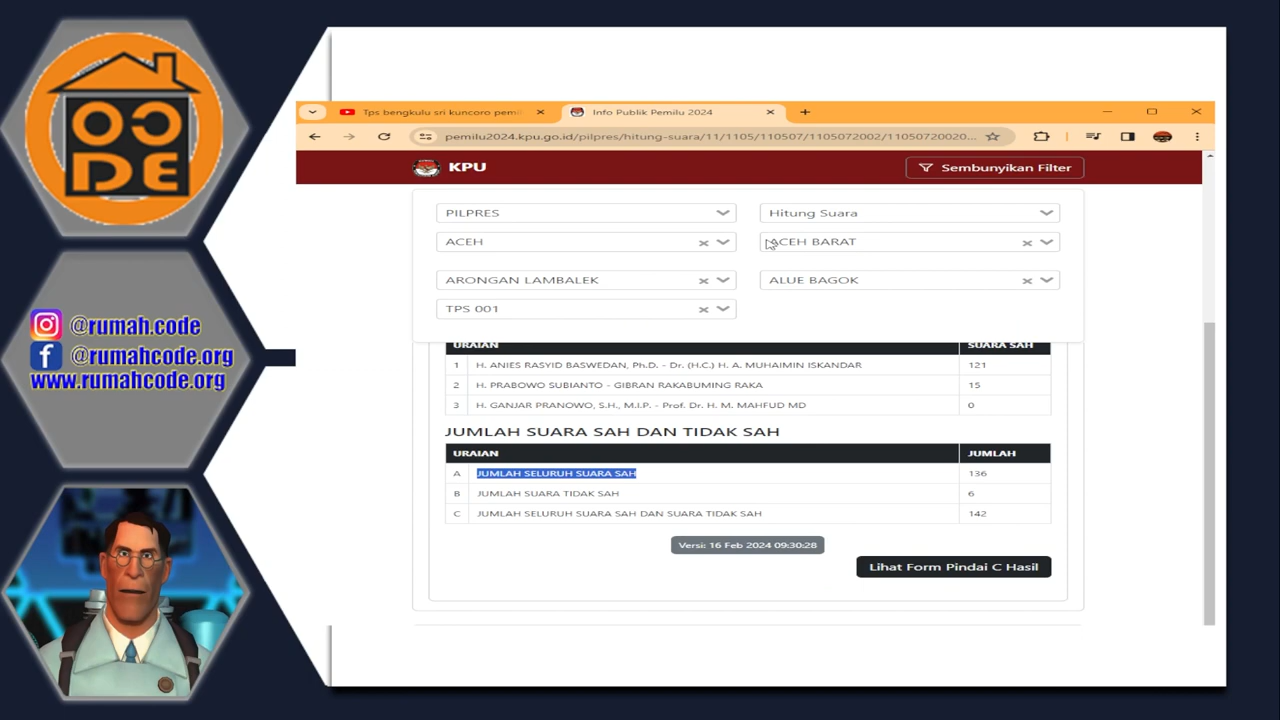 OC
DE
@rumah.code
@rumahcode.org
www.rumahcode.org
Tps bengkulu sri kuncoro pemil
Info Publik Pemilu 2024
pemilu2024.kpu.go.id/pilpres/hitung-suara/11/1105/110507/1105072002/11050720020...
KPU
Sembunyikan Filter
PILPRES
Hitung Suara
ACEH
ACEH BARAT
ARONGAN LAMBALEK
ALUE BAGOK
TPS 001
URAIAN SUARA SAH
1 H. ANIES RASYID BASWEDAN, Ph.D. - Dr. (H.C.) H. A. MUHAIMIN ISKANDAR 121
2 H. PRABOWO SUBIANTO - GIBRAN RAKABUMING RAKA 15
3 H. GANJAR PRANOWO, S.H., M.I.P. - Prof. Dr. H. M. MAHFUD MD 0
JUMLAH SUARA SAH DAN TIDAK SAH
URAIAN JUMLAH
A JUMLAH SELURUH SUARA SAH 136
B JUMLAH SUARA TIDAK SAH 6
C JUMLAH SELURUH SUARA SAH DAN SUARA TIDAK SAH 142
Versi: 16 Feb 2024 09:30:28
Lihat Form Pindai C Hasil